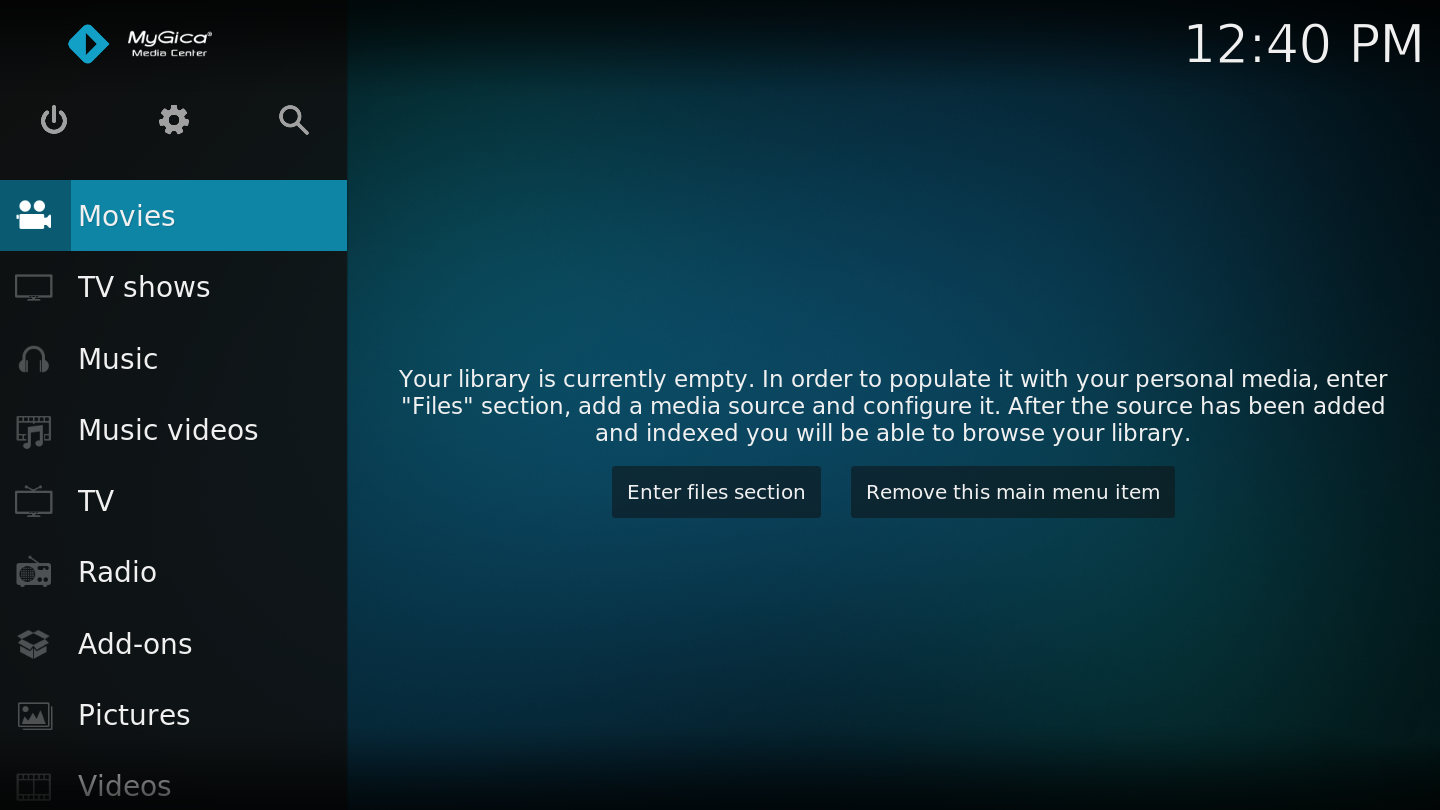 MyGica®
Media Center
12:40 PM
Movies
TV shows
Music
Music videos
TV
Radio
Add-ons
Pictures
Videos
Your library is currently empty. In order to populate it with your personal media, enter
"Files" section, add a media source and configure it. After the source has been added
and indexed you will be able to browse your library.
Enter files section
Remove this main menu item